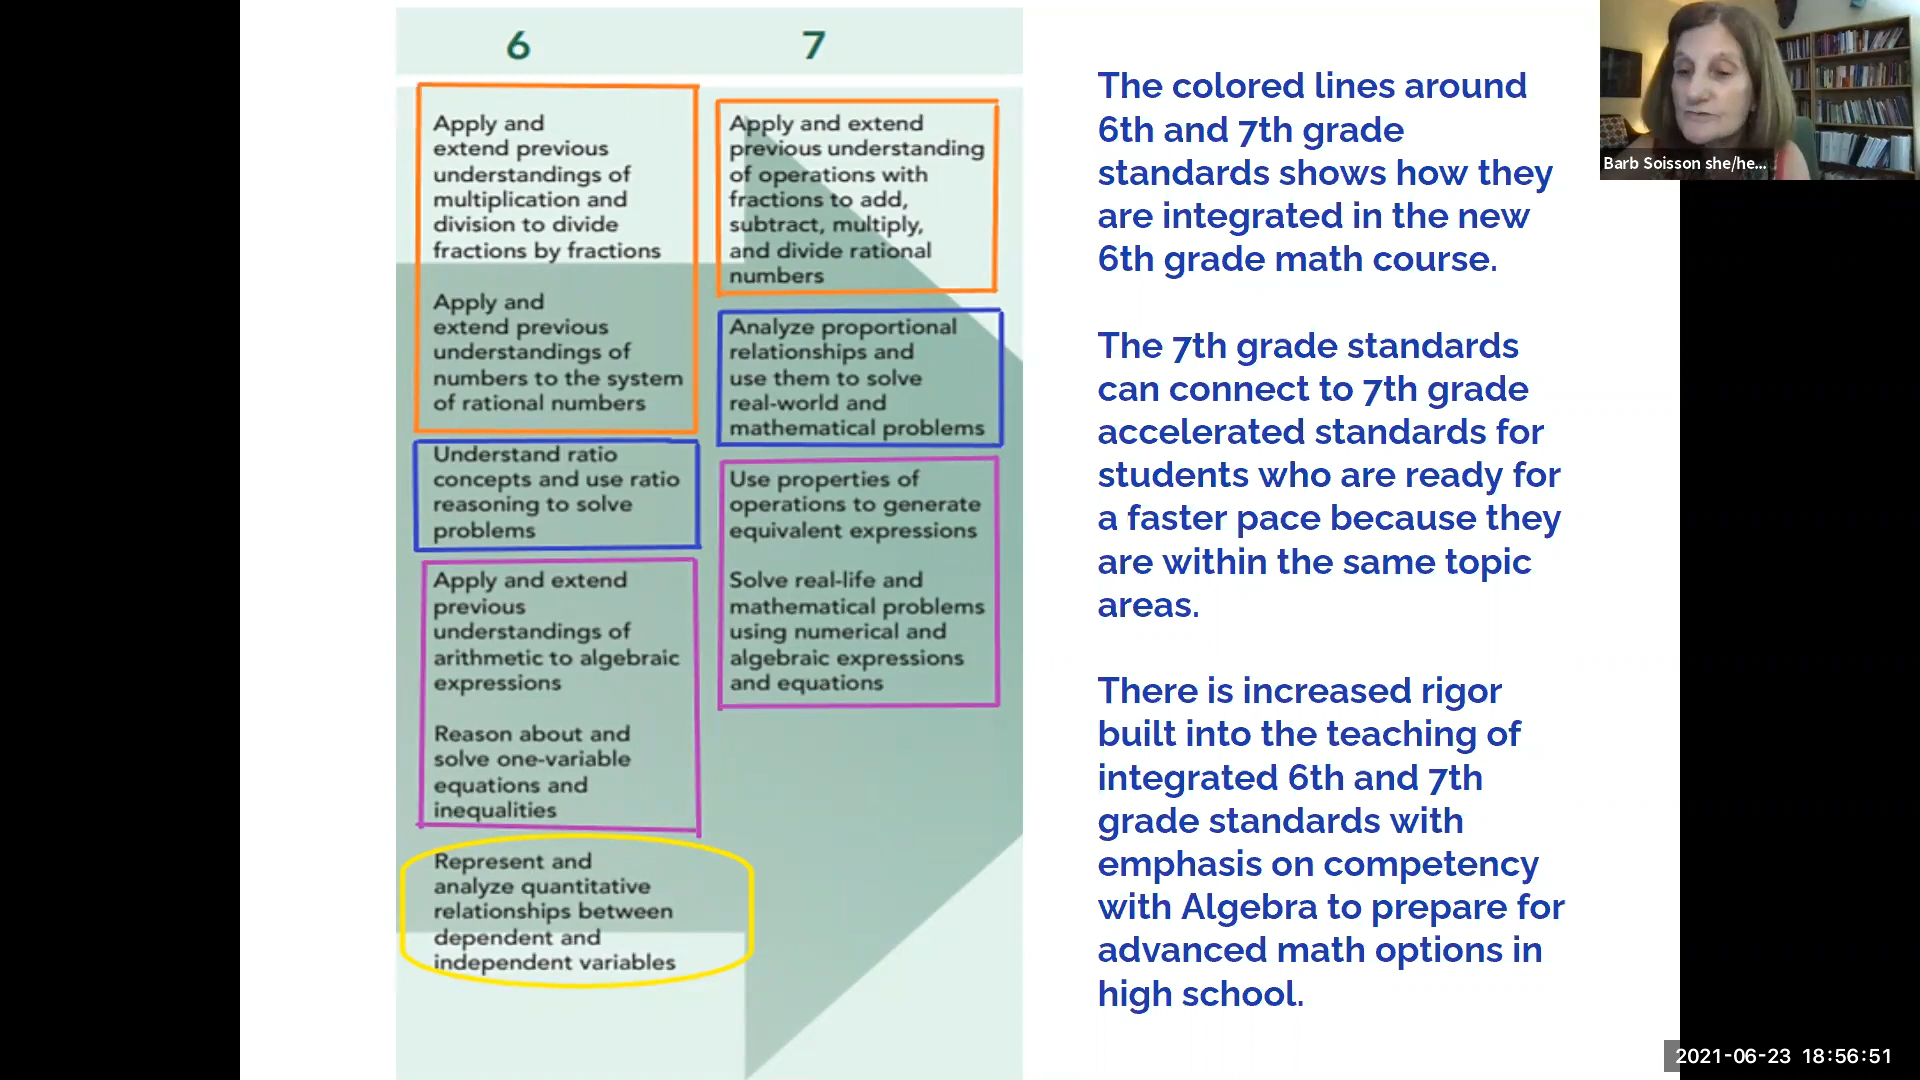 6
7
Apply and
extend previous
understandings of
multiplication and
division to divide
fractions by fractions
Apply and
extend previous
understandings of
numbers to the system
of rational numbers
Understand ratio
concepts and use ratio
reasoning to solve
problems
Apply and extend
previous
understandings of
arithmetic to algebraic
expressions
Reason about and
solve one-variable
equations and
inequalities
Represent and
analyze quantitative
relationships between
dependent and
independent variables
Apply and extend
previous understanding
of operations with
fractions to add,
subtract, multiply,
and divide rational
numbers
Analyze proportional
relationships and
use them to solve
real-world and
mathematical problems
Use properties of
operations to generate
equivalent expressions
Solve real-life and
mathematical problems
using numerical and
algebraic expressions
and equations
The colored lines around
6th and 7th grade
standards shows how they
are integrated in the new
6th grade math course.
The 7th grade standards
can connect to 7th grade
accelerated standards for
students who are ready for
a faster pace because they
are within the same topic
areas.
There is increased rigor
built into the teaching of
integrated 6th and 7th
grade standards with
emphasis on competency
with Algebra to prepare for
advanced math options in
high school.
Barb Soisson she/he...
2021-06-23 18:56:51